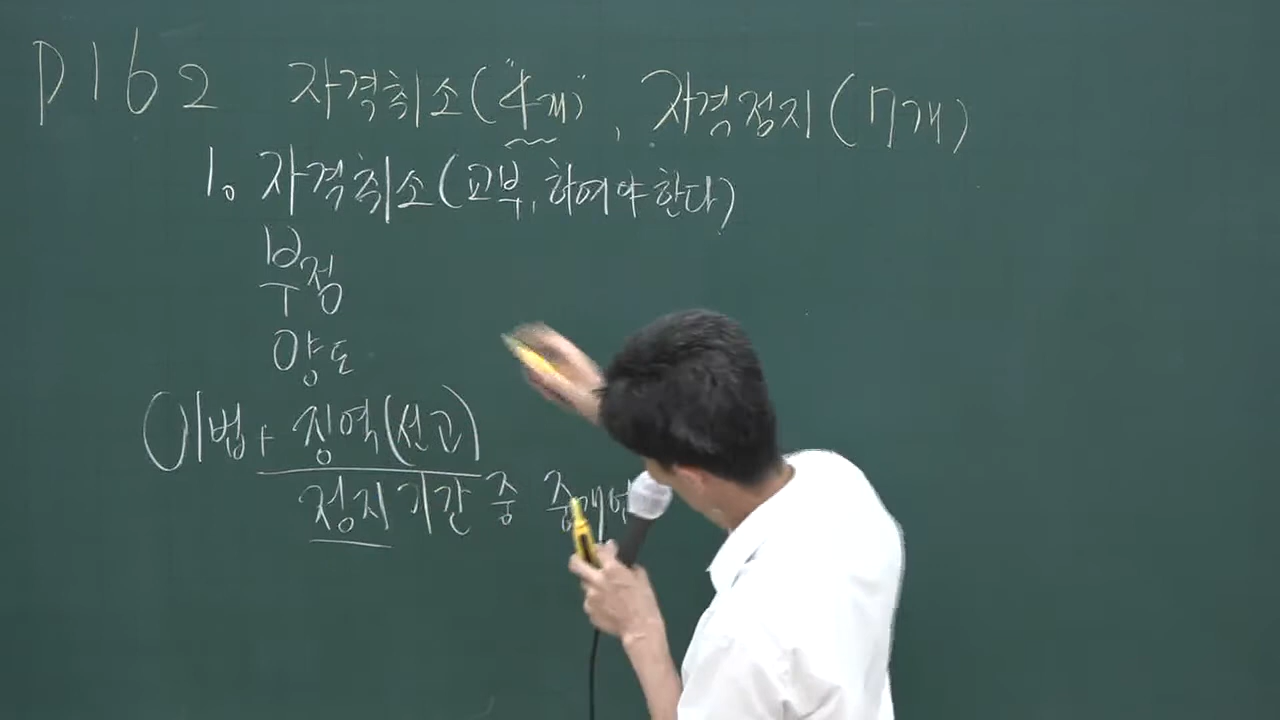 P162 자격취소("4개"), 자격정지(7개)
1. 자격취소(교부, 하여야한다)
부정
양도
이법 + 징역(선고)
정지기간중 중개